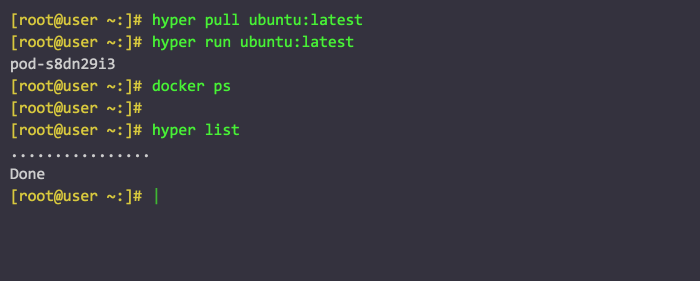 [root@user ~:]# hyper pull ubuntu:latest
[root@user ~:]# hyper run ubuntu:latest
pod-s8dn29i3
[root@user ~:]# docker ps
[root@user ~:]#
[root@user ~:]# hyper list
................
Done
[root@user ~:]# |